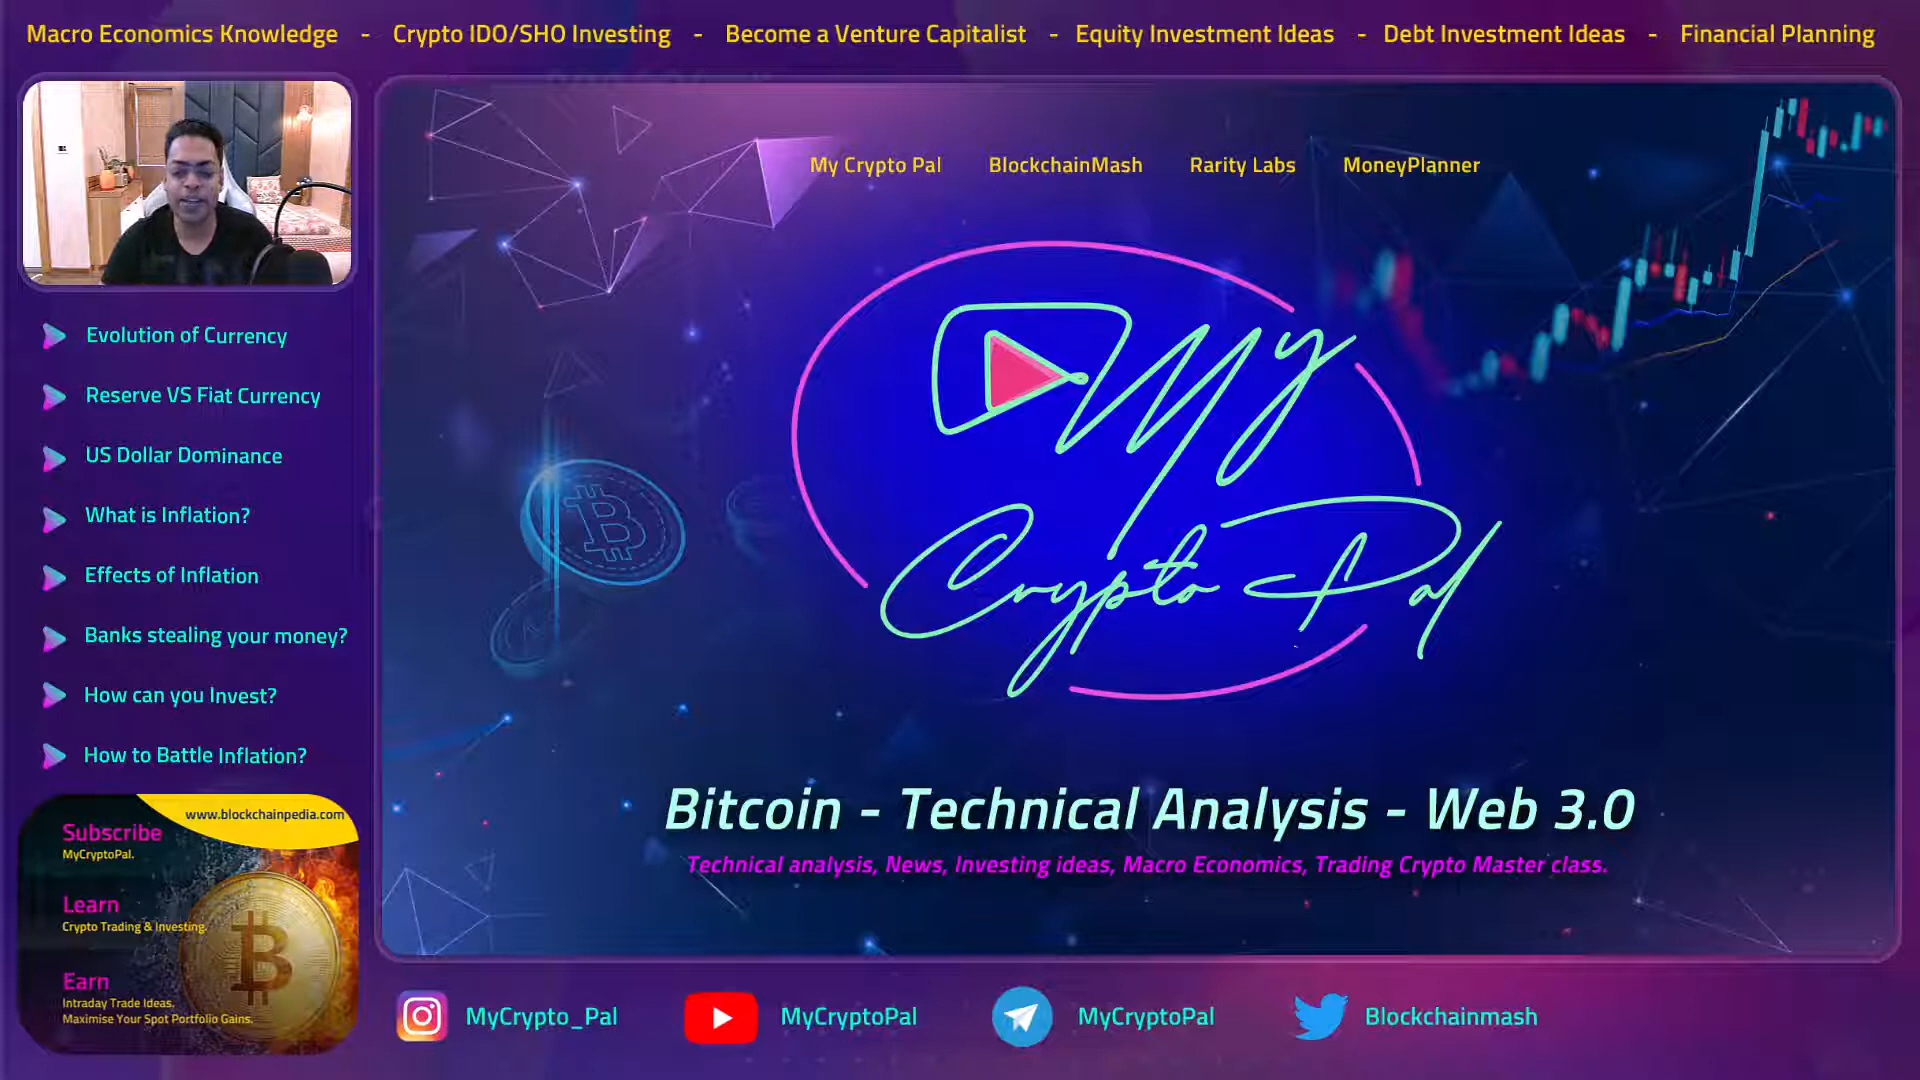 Macro Economics Knowledge - Crypto IDO/SHO Investing - Become a Venture Capitalist - Equity Investment Ideas - Debt Investment Ideas - Financial Planning
My Crypto Pal BlockchainMash Rarity Labs MoneyPlanner
My
Crypto Pal
Bitcoin - Technical Analysis - Web 3.0
Technical analysis, News, Investing ideas, Macro Economics, Trading Crypto Master class.
Evolution of Currency
Reserve VS Fiat Currency
US Dollar Dominance
What is Inflation?
Effects of Inflation
Banks stealing your money?
How can you Invest?
How to Battle Inflation?
www.blockchainpedia.com
Subscribe
MyCryptoPal.
Learn
Crypto Trading & Investing.
Earn
Intraday Trade Ideas.
Maximise Your Spot Portfolio Gains.
MyCrypto_Pal MyCryptoPal MyCryptoPal Blockchainmash